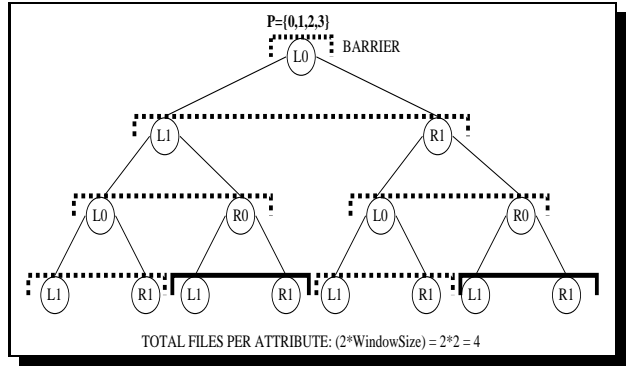 P={0,1,2,3}
L0 BARRIER
L1 R1
L0 R0 L0 R0
L1 R1 L1 R1 L1 R1 L1 R1
TOTAL FILES PER ATTRIBUTE: (2*WindowSize) = 2*2 = 4